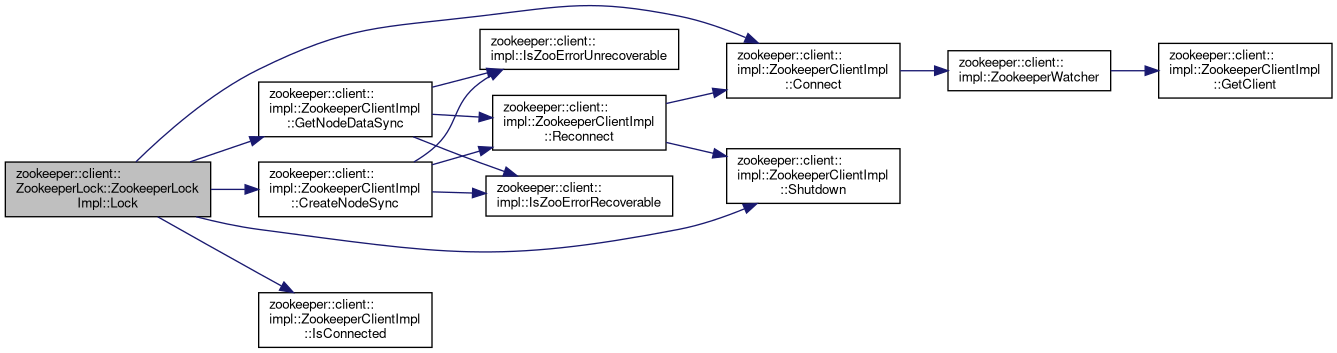 zookeeper::client::
ZookeeperLock::ZookeeperLock
Impl::Lock
zookeeper::client::
impl::ZookeeperClientImpl
::GetNodeDataSync
zookeeper::client::
impl::ZookeeperClientImpl
::CreateNodeSync
zookeeper::client::
impl::ZookeeperClientImpl
::IsConnected
zookeeper::client::
impl::IsZooErrorUnrecoverable
zookeeper::client::
impl::ZookeeperClientImpl
::Reconnect
zookeeper::client::
impl::IsZooErrorRecoverable
zookeeper::client::
impl::ZookeeperClientImpl
::Connect
zookeeper::client::
impl::ZookeeperClientImpl
::Shutdown
zookeeper::client::
impl::ZookeeperWatcher
zookeeper::client::
impl::ZookeeperClientImpl
::GetClient